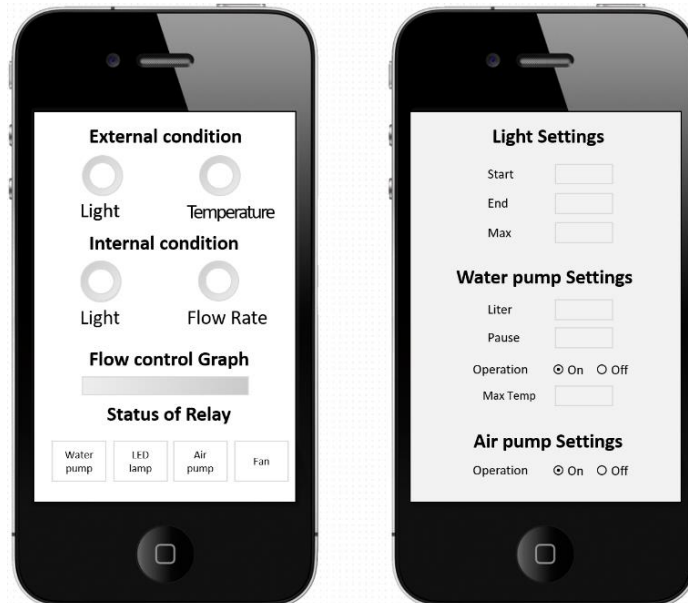 External condition
Light Temperature
Internal condition
Light Flow Rate
Flow control Graph
Status of Relay
Water pump
LED lamp
Air pump
Fan
Light Settings
Start
End
Max
Water pump Settings
Liter
Pause
Operation On Off
Max Temp
Air pump Settings
Operation On Off